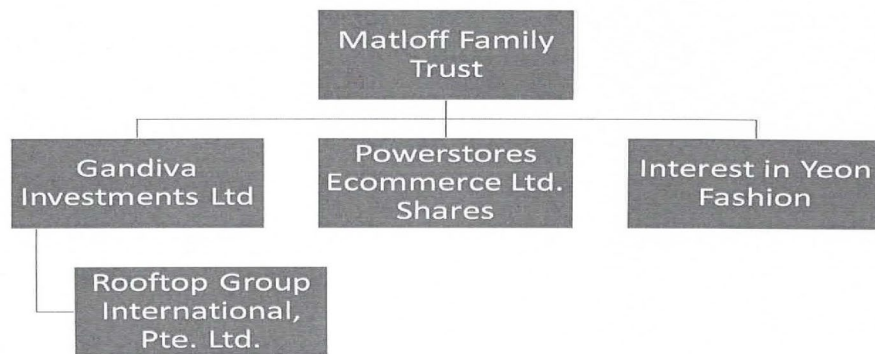 Matloff Family
Trust
Gandiva
Investments Ltd
Powerstores
Ecommerce Ltd.
Shares
Interest in Yeon
Fashion
Rooftop Group
International,
Pte. Ltd.